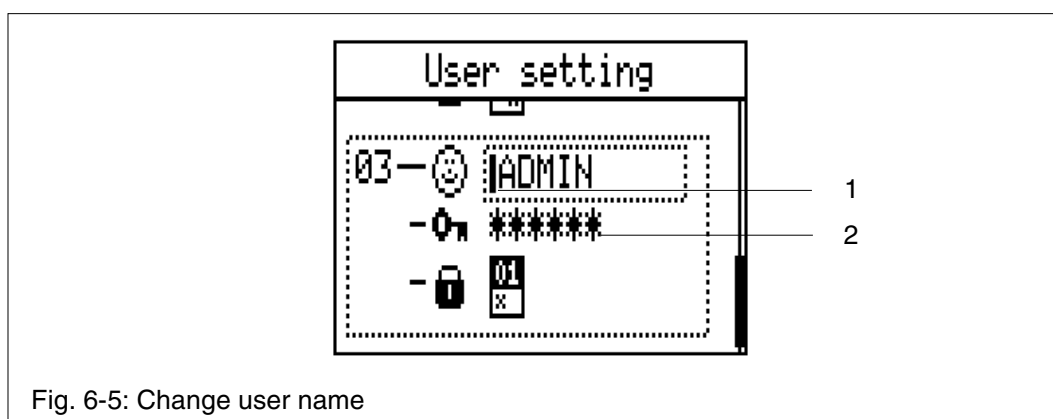 User setting
03
ADMIN
1
******
2
01
x
Fig. 6-5: Change user name